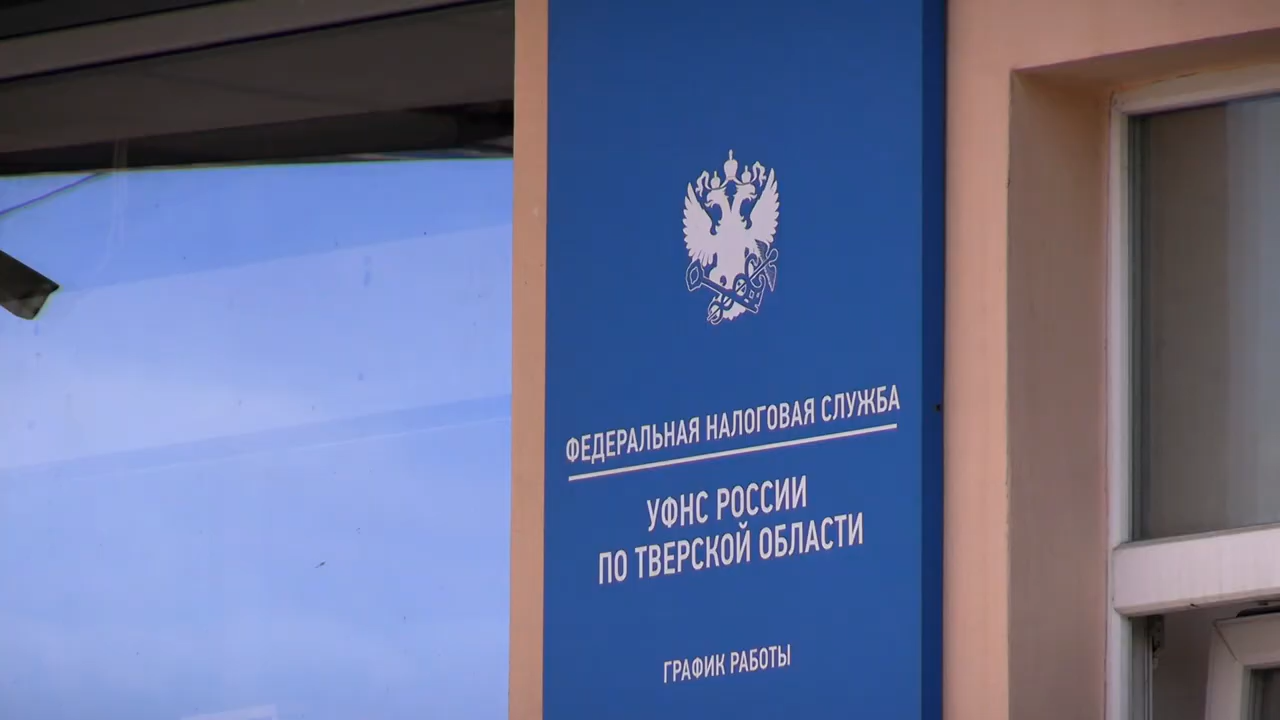 ФЕДЕРАЛЬНАЯ НАЛОГОВАЯ СЛУЖБА
УФНС РОССИИ
ПО ТВЕРСКОЙ ОБЛАСТИ
ГРАФИК РАБОТЫ